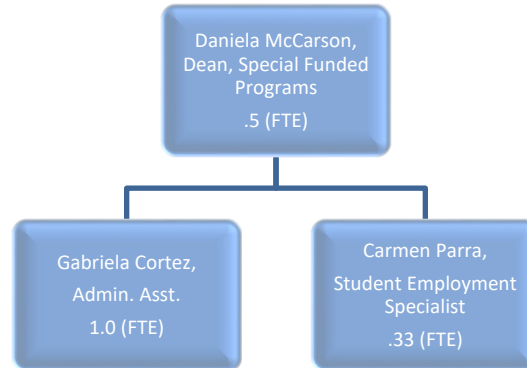 Daniela McCarson,
Dean, Special Funded
Programs
.5 (FTE)
Gabriela Cortez,
Admin. Asst.
1.0 (FTE)
Carmen Parra,
Student Employment
Specialist
.33 (FTE)